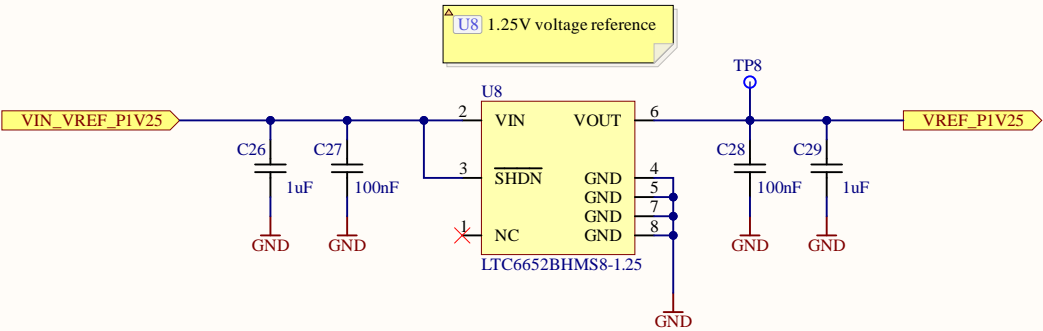 U8 1.25V voltage reference
TP8
U8
VIN_VREF_P1V25
2 VIN VOUT 6
VREF_P1V25
C26 1uF
C27 100nF
3 SHDN
GND 4
GND 5
GND 7
1 NC GND 8
C28 100nF
C29 1uF
GND GND GND GND
LTC6652BHMS8-1.25
GND